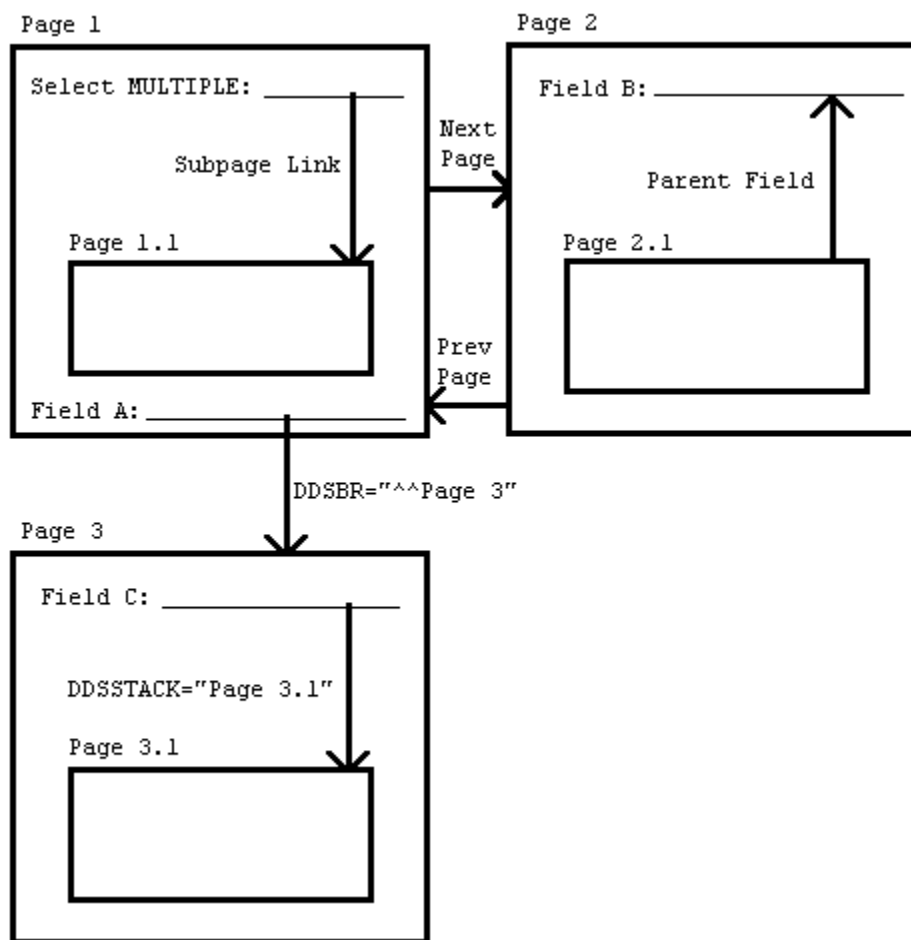 Page 1
Select MULTIPLE:
Subpage Link
Page 1.1
Field A:
Next
Page
Prev
Page
Page 2
Field B:
Parent Field
Page 2.1
DDSBR="^^Page 3"
Page 3
Field C:
DDSSTACK="Page 3.1"
Page 3.1